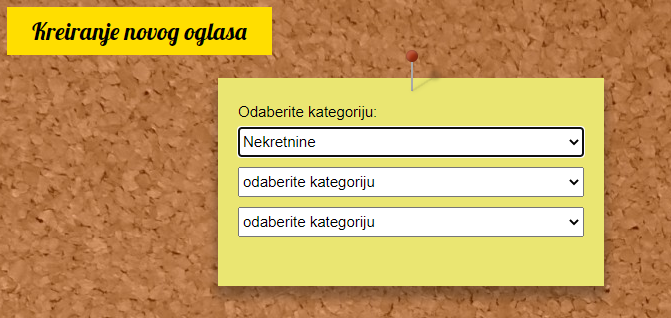 Kreiranje novog oglasa
Odaberite kategoriju:
Nekretnine
odaberite kategoriju
odaberite kategoriju